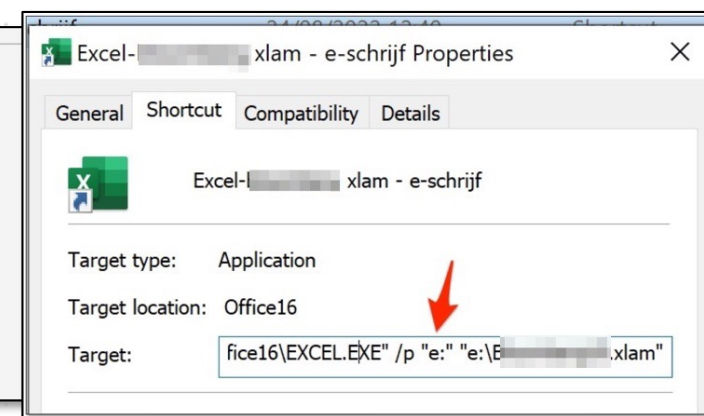 Excel- xlam - e-schrijf Properties
General Shortcut Compatibility Details
Excel- xlam - e-schrijf
Target type: Application
Target location: Office16
Target: fice16\EXCEL.EXE" /p "e:" "e:\ .xlam"